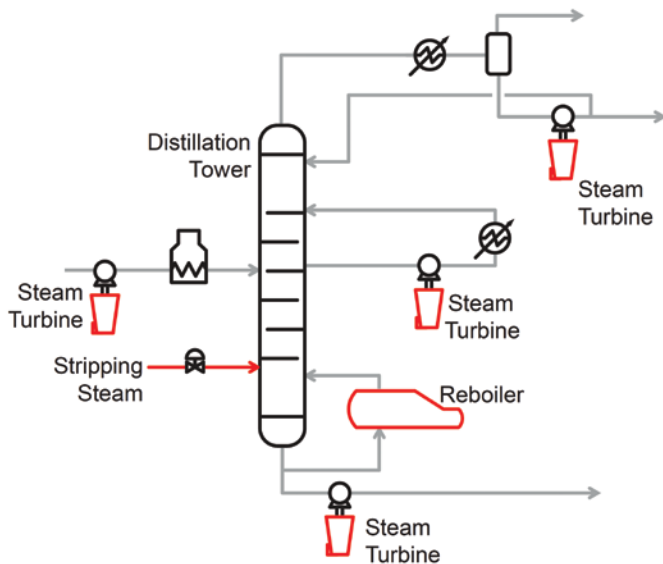 Distillation
Tower
Steam
Turbine
Steam
Turbine
Steam
Turbine
Stripping
Steam
Reboiler
Steam
Turbine